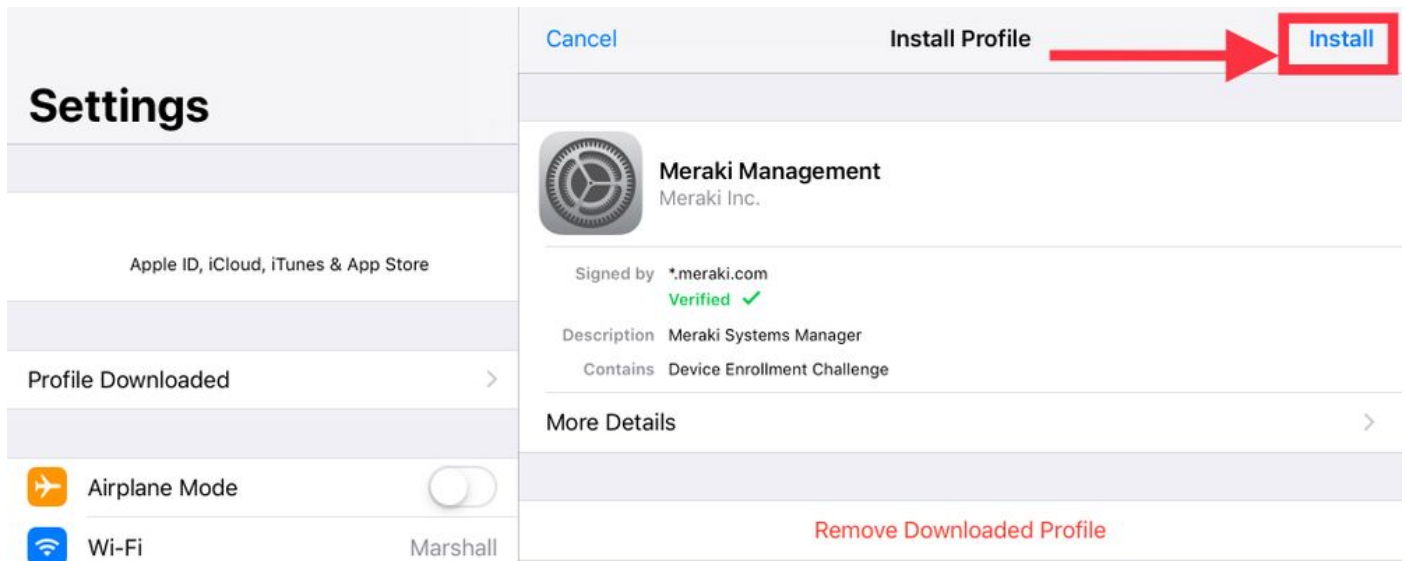 Settings
Apple ID, iCloud, iTunes & App Store
Profile Downloaded
Airplane Mode
Wi-Fi Marshall
Cancel Install Profile Install
Meraki Management
Meraki Inc.
Signed by *.meraki.com
Verified
Description Meraki Systems Manager
Contains Device Enrollment Challenge
More Details
Remove Downloaded Profile